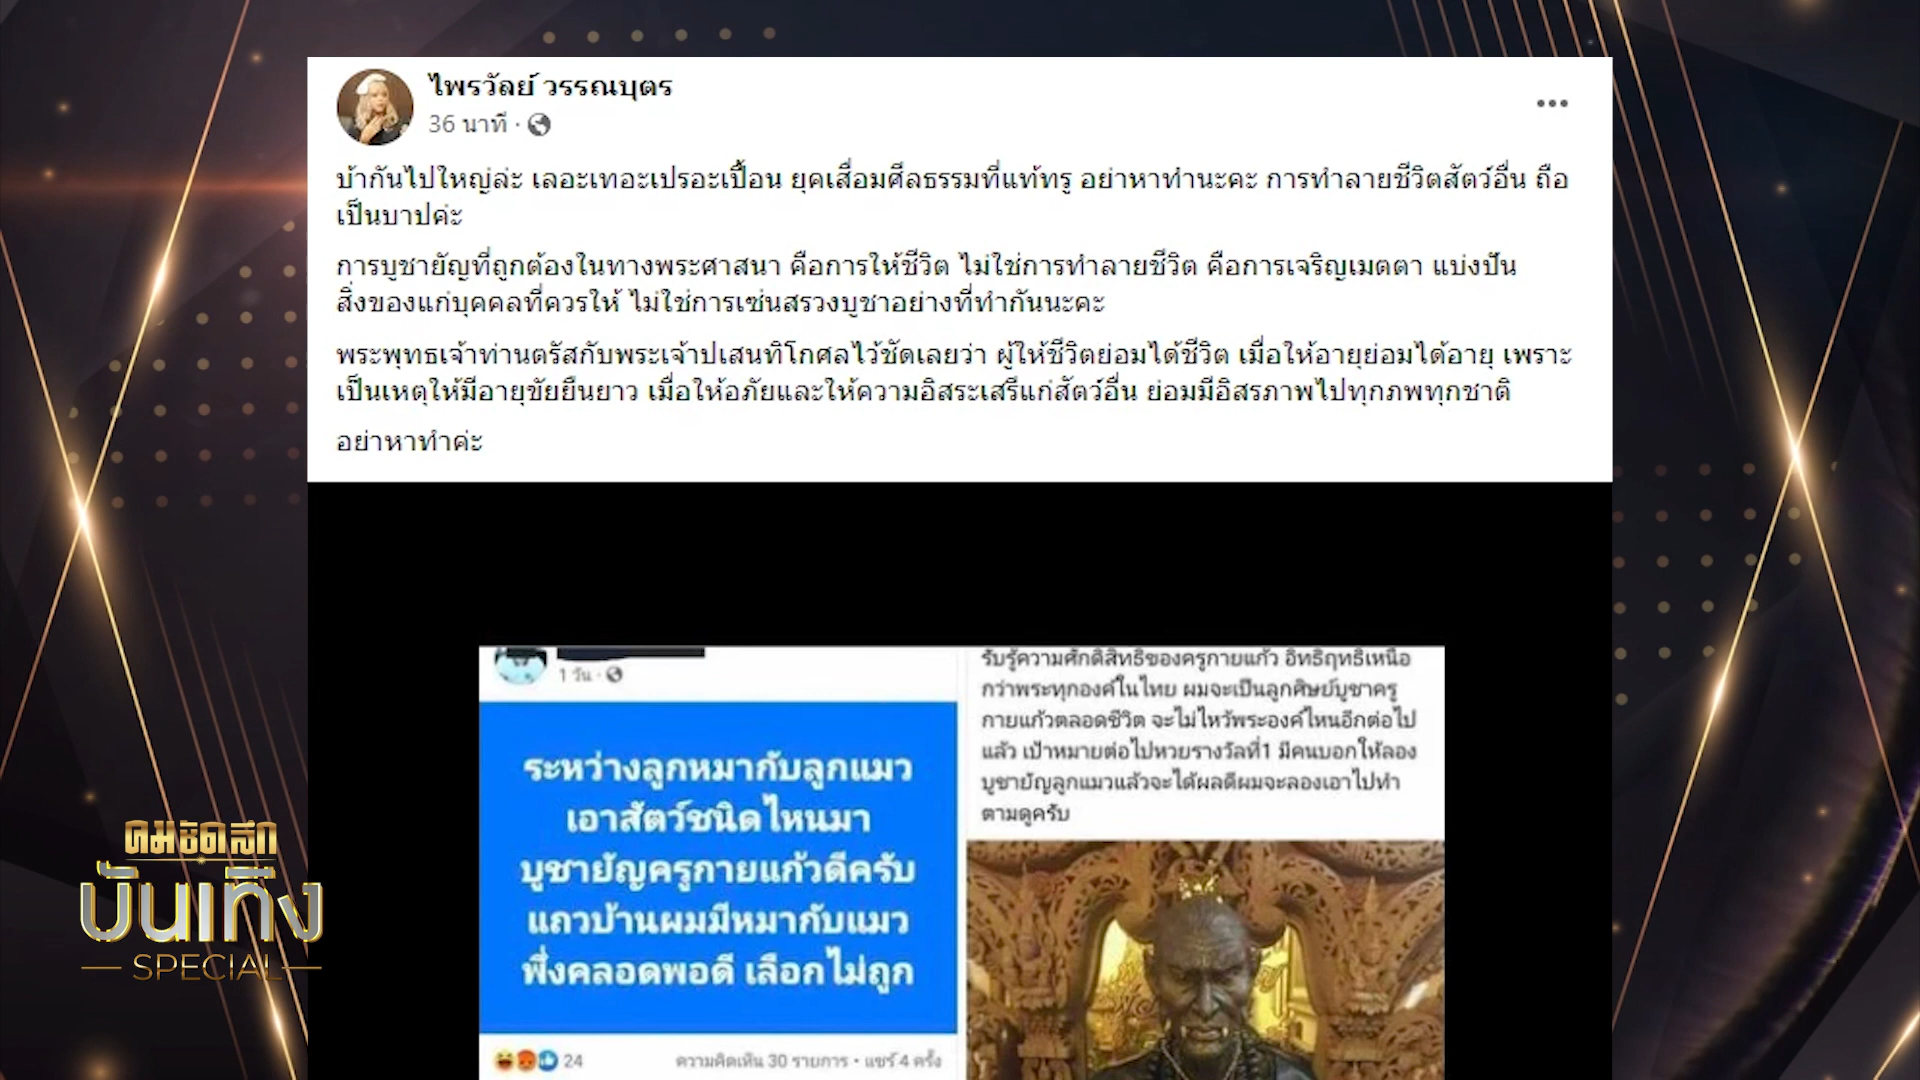 ไพรวัลย์ วรรณบุตร
36 นาที ·
บ้ากันไปใหญ่ล่ะ เลอะเทอะเปรอะเปื้อน ยุคเสื่อมศีลธรรมที่แท้ทรู อย่าหาทำนะคะ การทำลายชีวิตสัตว์อื่น ถือ
เป็นบาปค่ะ
การบูชายัญที่ถูกต้องในทางพระศาสนา คือการให้ชีวิต ไม่ใช่การทำลายชีวิต คือการเจริญเมตตา แบ่งปัน
สิ่งของแก่บุคคลที่ควรให้ ไม่ใช่การเซ่นสรวงบูชาอย่างที่ทำกันนะคะ
พระพุทธเจ้าท่านตรัสกับพระเจ้าปเสนทิโกศลไว้ชัดเลยว่า ผู้ให้ชีวิตย่อมได้ชีวิต เมื่อให้อายุย่อมได้อายุ เพราะ
เป็นเหตุให้มีอายุขัยยืนยาว เมื่อให้อภัยและให้ความอิสระเสรีแก่สัตว์อื่น ย่อมมีอิสรภาพไปทุกภพทุกชาติ
อย่าหาทำค่ะ
1 วัน ·
ระหว่างลูกหมากับลูกแมว
เอาสัตว์ชนิดไหนมา
บูชายัญครูกายแก้วดีครับ
แถวบ้านผมมีหมากับแมว
พึ่งคลอดพอดี เลือกไม่ถูก
24
ความคิดเห็น 30 รายการ • แชร์ 4 ครั้ง
รับรู้ความศักดิ์สิทธิ์ของครูกายแก้ว อิทธิฤทธิ์เหนือ
กว่าพระทุกองค์ในไทย ผมจะเป็นลูกศิษย์บูชาครู
กายแก้วตลอดชีวิต จะไม่ไหว้พระองค์ไหนอีกต่อไป
แล้ว เป้าหมายต่อไปหวยรางวัลที่1 มีคนบอกให้ลอง
บูชายัญลูกแมวแล้วจะได้ผลดีผมจะลองเอาไปทำ
ตามดูครับ
คมชัดลึก
บันเทิง
SPECIAL